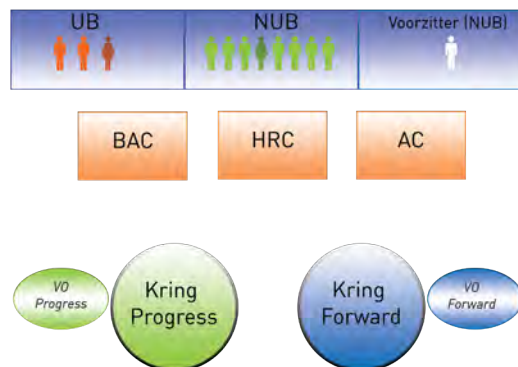 UB
NUB
Voorzitter (NUB)
BAC
HRC
AC
VO
Progress
Kring
Progress
Kring
Forward
VO
Forward